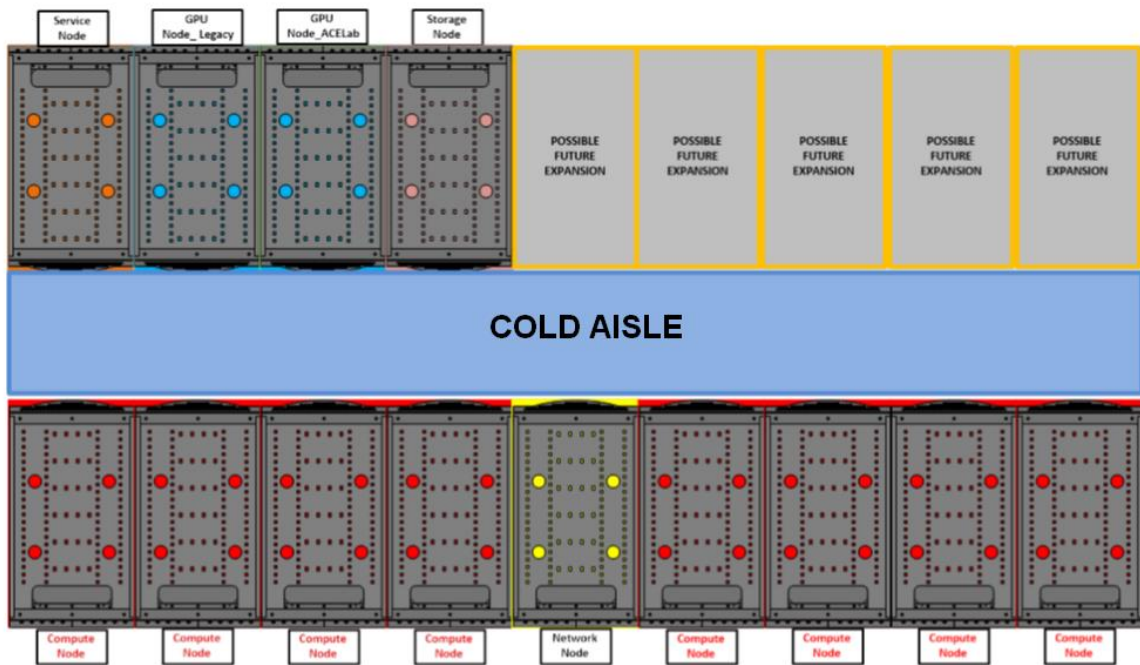 Service
Node
GPU
Node_ Legacy
GPU
Node_ACELab
Storage
Node
POSSIBLE
FUTURE
EXPANSION
POSSIBLE
FUTURE
EXPANSION
POSSIBLE
FUTURE
EXPANSION
POSSIBLE
FUTURE
EXPANSION
POSSIBLE
FUTURE
EXPANSION
COLD AISLE
Compute
Node
Compute
Node
Compute
Node
Compute
Node
Network
Node
Compute
Node
Compute
Node
Compute
Node
Compute
Node